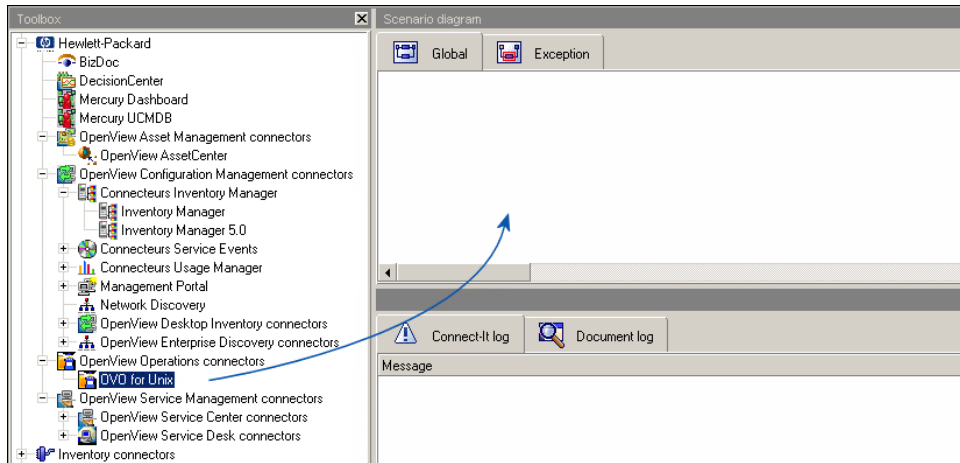 Toolbox
Hewlett-Packard
BizDoc
DecisionCenter
Mercury Dashboard
Mercury UCMDB
OpenView Asset Management connectors
OpenView AssetCenter
OpenView Configuration Management connectors
Connecteurs Inventory Manager
Inventory Manager
Inventory Manager 5.0
Connecteurs Service Events
Connecteurs Usage Manager
Management Portal
Network Discovery
OpenView Desktop Inventory connectors
OpenView Enterprise Discovery connectors
OpenView Operations connectors
OVO for Unix
OpenView Service Management connectors
OpenView Service Center connectors
OpenView Service Desk connectors
Inventory connectors
Scenario diagram
Global Exception
Connect-It log Document log
Message